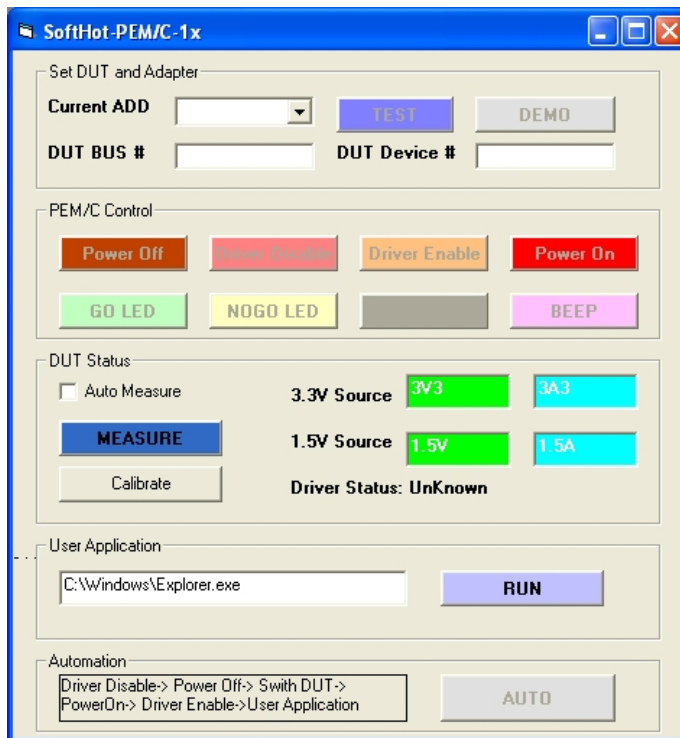 SoftHot-PEM/C-1x
Set DUT and Adapter
Current ADD TEST DEMO
DUT BUS # DUT Device #
PEM/C Control
Power Off Driver Disable Driver Enable Power On
GO LED NOGO LED BEEP
DUT Status
Auto Measure
3.3V Source 3V3 3A3
MEASURE 1.5V Source 1.5V 1.5A
Calibrate Driver Status: UnKnown
User Application
C:\Windows\Explorer.exe RUN
Automation
Driver Disable-> Power Off-> Swith DUT->
PowerOn-> Driver Enable->User Application
AUTO